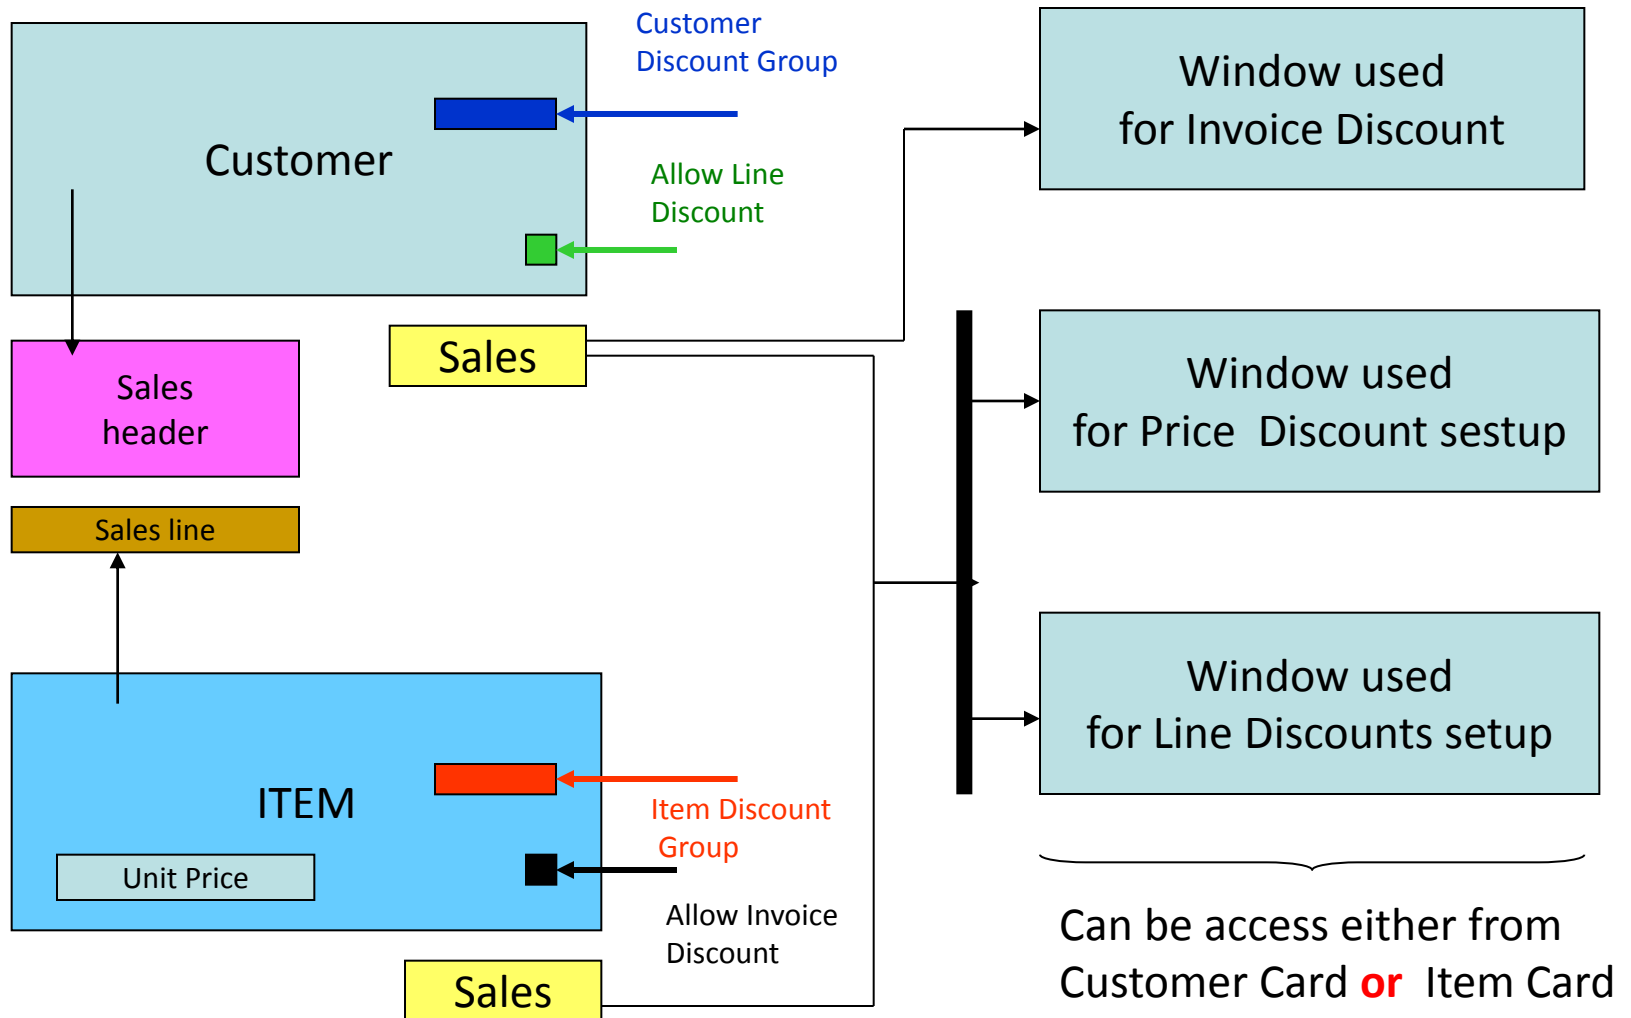 Customer
Discount Group
Customer
Allow Line
Discount
Sales
Sales
header
Sales line
ITEM
Unit Price
Item Discount
Group
Allow Invoice
Discount
Sales
Window used
for Invoice Discount
Window used
for Price  Discount sestup
Window used
for Line Discounts setup
Can be access either from
Customer Card or  Item Card